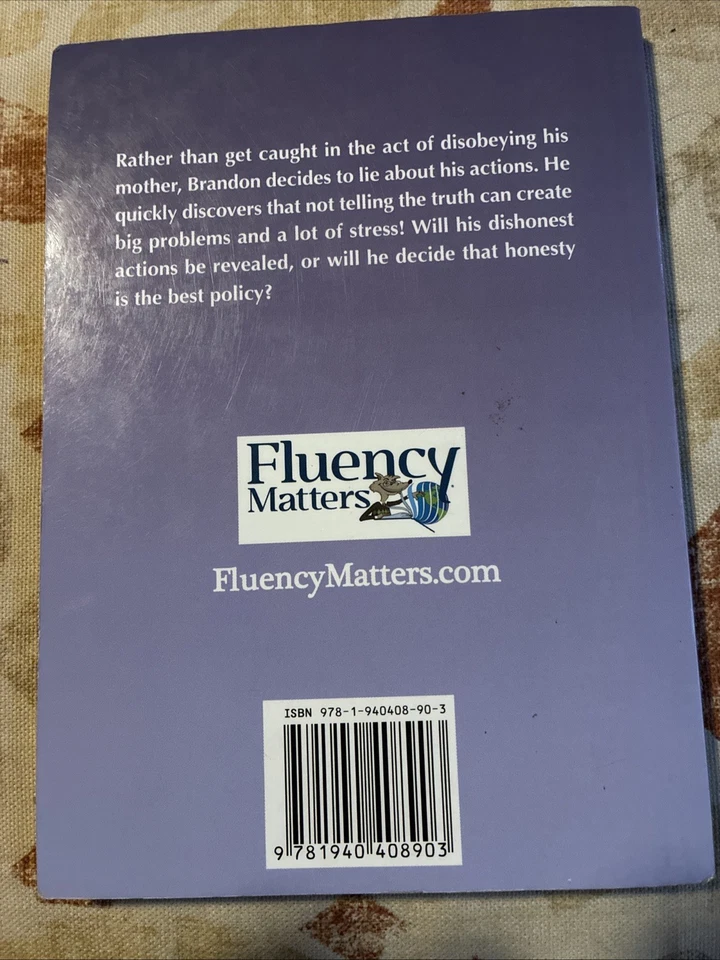 Rather than get caught in the act of disobeying his
mother, Brandon decides to lie about his actions. He
quickly discovers that not telling the truth can create
big problems and a lot of stress! Will his dishonest
actions be revealed, or will he decide that honesty
is the best policy?
Fluency
Matters
FluencyMatters.com
ISBN 978-1-940408-90-3
9 781940 408903